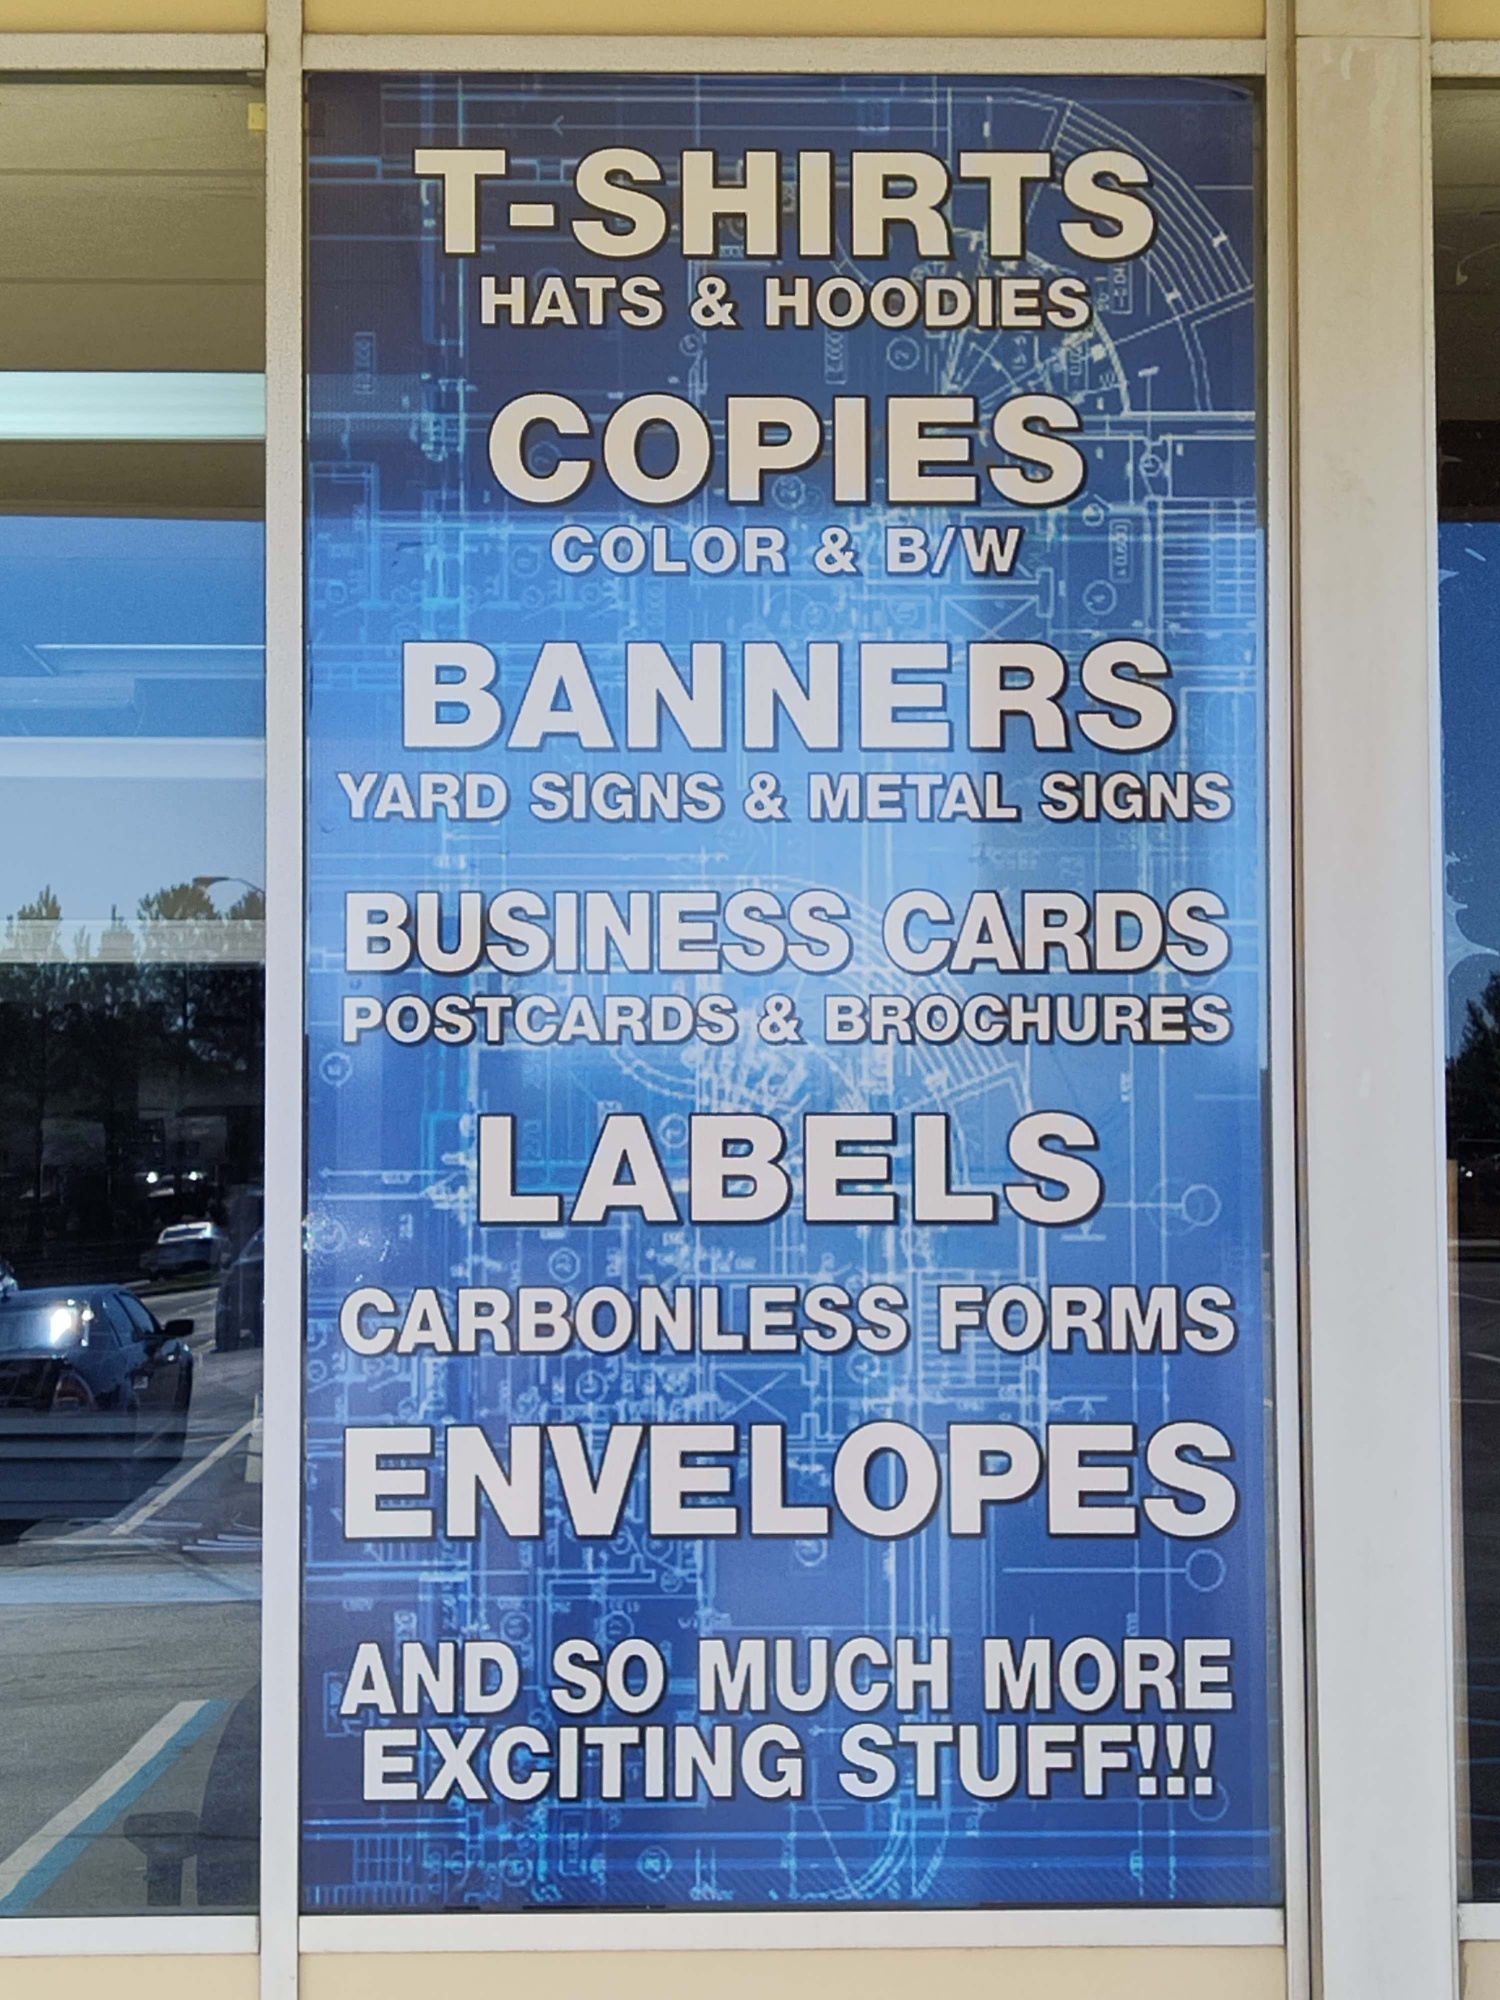 T-SHIRTS
HATS & HOODIES
COPIES
COLOR & B/W
BANNERS
YARD SIGNS & METAL SIGNS
BUSINESS CARDS
POSTCARDS & BROCHURES
LABELS
CARBONLESS FORMS
ENVELOPES
AND SO MUCH MORE
EXCITING STUFF!!!